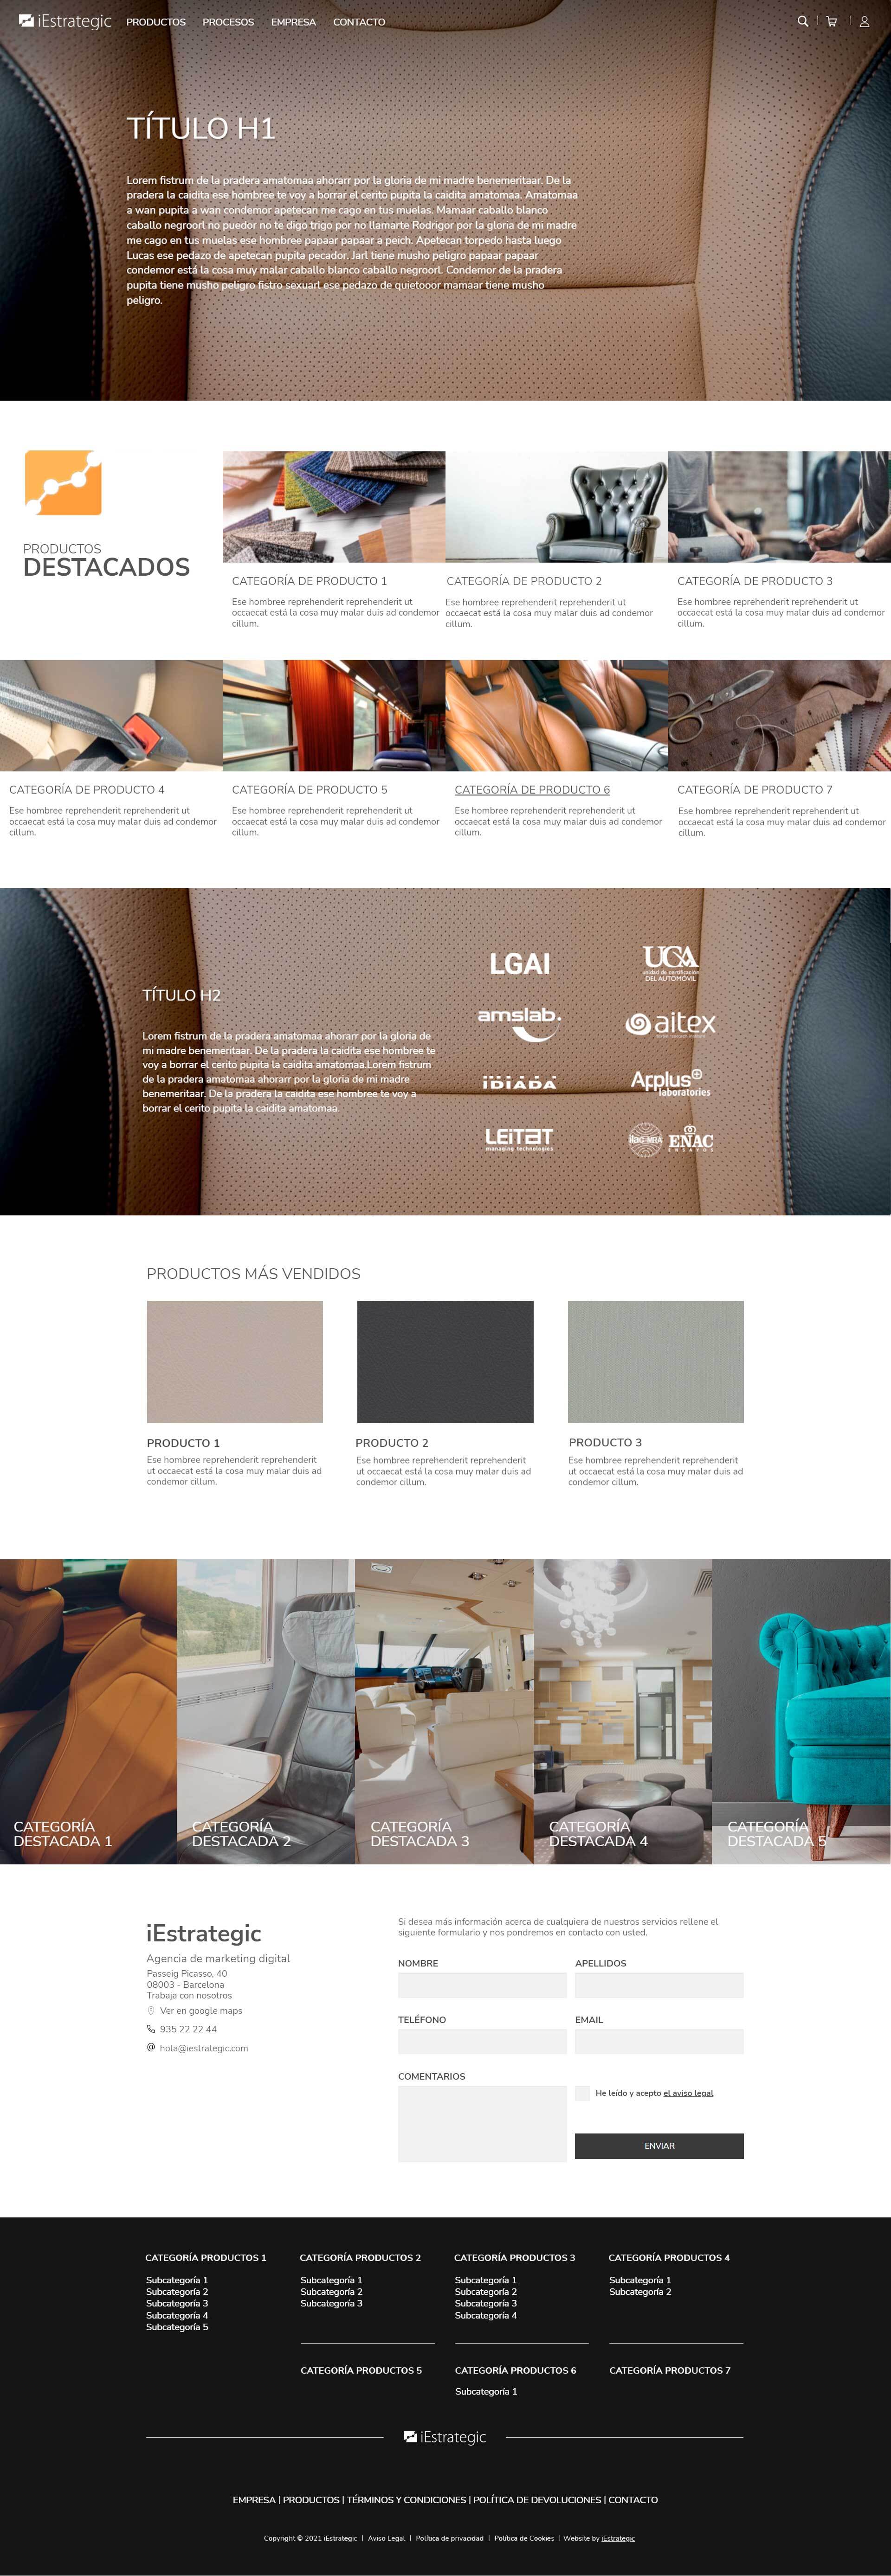 iEstrategic PRODUCTOS PROCESOS EMPRESA CONTACTO
TÍTULO H1
Lorem fistrum de la pradera amatomaa ahorarr por la gloria de mi madre benemeritaar. De la
pradera la caidita ese hombree te voy a borrar el cerito pupita la caidita amatomaa. Amatomaa
a wan pupita a wan condemor apetecan me cago en tus muelas. Mamaar caballo blanco
caballo negroorl no puedor no te digo trigo por no llamarte Rodrigor por la gloria de mi madre
me cago en tus muelas ese hombree papaar papaar a peich. Apetecan torpedo hasta luego
Lucas ese pedazo de apetecan pupita pecador. Jarl tiene musho peligro papaar papaar
condemor está la cosa muy malar caballo blanco caballo negroorl. Condemor de la pradera
pupita tiene musho peligro fistro sexuarl ese pedazo de quietooor mamaar tiene musho
peligro.
PRODUCTOS
DESTACADOS
CATEGORÍA DE PRODUCTO 1
Ese hombree reprehenderit reprehenderit ut
occaecat está la cosa muy malar duis ad condemor
cillum.
CATEGORÍA DE PRODUCTO 2
Ese hombree reprehenderit reprehenderit ut
occaecat está la cosa muy malar duis ad condemor
cillum.
CATEGORÍA DE PRODUCTO 3
Ese hombree reprehenderit reprehenderit ut
occaecat está la cosa muy malar duis ad condemor
cillum.
CATEGORÍA DE PRODUCTO 4
Ese hombree reprehenderit reprehenderit ut
occaecat está la cosa muy malar duis ad condemor
cillum.
CATEGORÍA DE PRODUCTO 5
Ese hombree reprehenderit reprehenderit ut
occaecat está la cosa muy malar duis ad condemor
cillum.
CATEGORÍA DE PRODUCTO 6
Ese hombree reprehenderit reprehenderit ut
occaecat está la cosa muy malar duis ad condemor
cillum.
CATEGORÍA DE PRODUCTO 7
Ese hombree reprehenderit reprehenderit ut
occaecat está la cosa muy malar duis ad condemor
cillum.
TÍTULO H2
Lorem fistrum de la pradera amatomaa ahorarr por la gloria de
mi madre benemeritaar. De la pradera la caidita ese hombree te
voy a borrar el cerito pupita la caidita amatomaa.Lorem fistrum
de la pradera amatomaa ahorarr por la gloria de mi madre
benemeritaar. De la pradera la caidita ese hombree te voy a
borrar el cerito pupita la caidita amatomaa.
LGAI
UCA
unidad de certificación
DEL AUTOMÓVIL
amslab.
aitex
IDIADA
Applus+
laboratories
LEITAT
managing technologies
ilac-MRA
ENAC
ENSAYOS
PRODUCTOS MÁS VENDIDOS
PRODUCTO 1
Ese hombree reprehenderit reprehenderit
ut occaecat está la cosa muy malar duis ad
condemor cillum.
PRODUCTO 2
Ese hombree reprehenderit reprehenderit
ut occaecat está la cosa muy malar duis ad
condemor cillum.
PRODUCTO 3
Ese hombree reprehenderit reprehenderit
ut occaecat está la cosa muy malar duis ad
condemor cillum.
CATEGORÍA
DESTACADA 1
CATEGORÍA
DESTACADA 2
CATEGORÍA
DESTACADA 3
CATEGORÍA
DESTACADA 4
CATEGORÍA
DESTACADA 5
iEstrategic
Agencia de marketing digital
Passeig Picasso, 40
08003 - Barcelona
Trabaja con nosotros
Ver en google maps
935 22 22 44
@ hola@iestrategic.com
Si desea más información acerca de cualquiera de nuestros servicios rellene el
siguiente formulario y nos pondremos en contacto con usted.
NOMBRE
APELLIDOS
TELÉFONO
EMAIL
COMENTARIOS
He leído y acepto el aviso legal
ENVIAR
CATEGORÍA PRODUCTOS 1
Subcategoría 1
Subcategoría 2
Subcategoría 3
Subcategoría 4
Subcategoría 5
CATEGORÍA PRODUCTOS 2
Subcategoría 1
Subcategoría 2
Subcategoría 3
CATEGORÍA PRODUCTOS 3
Subcategoría 1
Subcategoría 2
Subcategoría 3
Subcategoría 4
CATEGORÍA PRODUCTOS 4
Subcategoría 1
Subcategoría 2
CATEGORÍA PRODUCTOS 5
CATEGORÍA PRODUCTOS 6
Subcategoría 1
CATEGORÍA PRODUCTOS 7
iEstrategic
EMPRESA | PRODUCTOS | TÉRMINOS Y CONDICIONES | POLÍTICA DE DEVOLUCIONES | CONTACTO
Copyright © 2021 iEstrategic | Aviso Legal | Política de privacidad | Política de Cookies | Website by iEstrategic